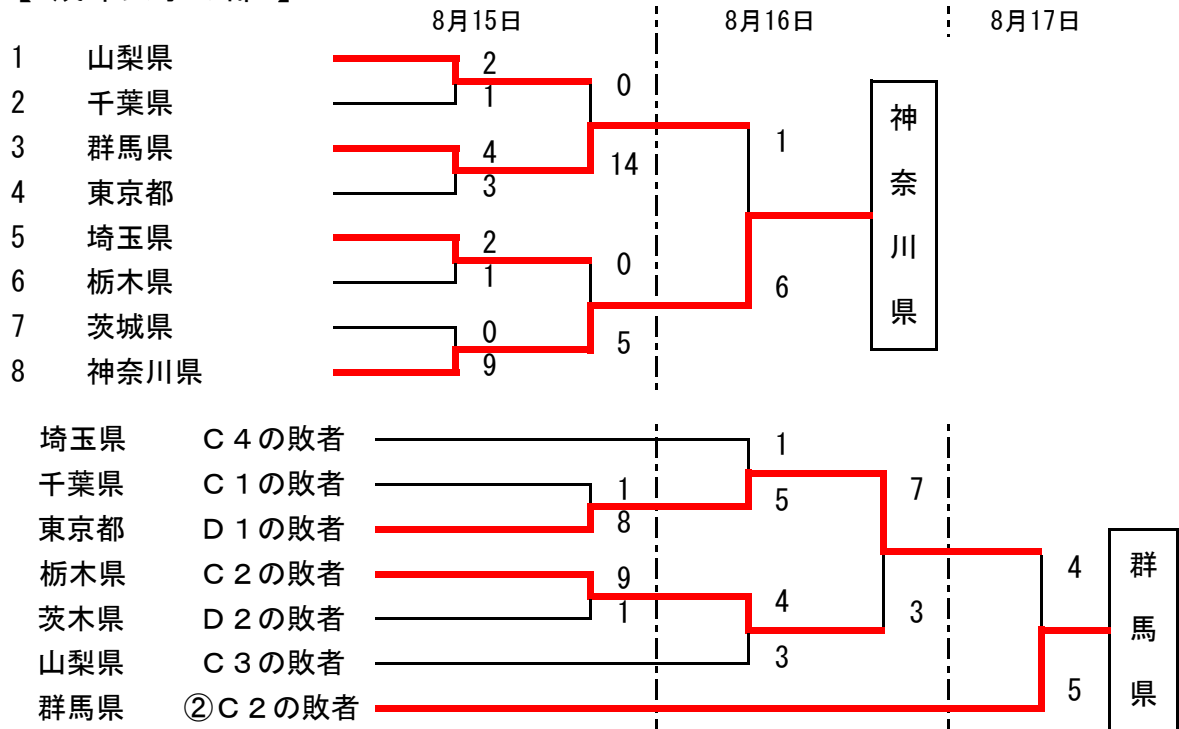 8月15日 8月16日 8月17日
1 山梨県 2
0
2 千葉県 1
3 群馬県 4
14
1
4 東京都 3
5 埼玉県 2
0
6 栃木県 1
6
7 茨城県 0
5
8 神奈川県 9
神奈川県
埼玉県 C4の敗者 1
千葉県 C1の敗者 1 5 7
東京都 D1の敗者 8
栃木県 C2の敗者 9 4
茨木県 D2の敗者 1 4 3
山梨県 C3の敗者 3
群馬県 ②C2の敗者 5
群馬県